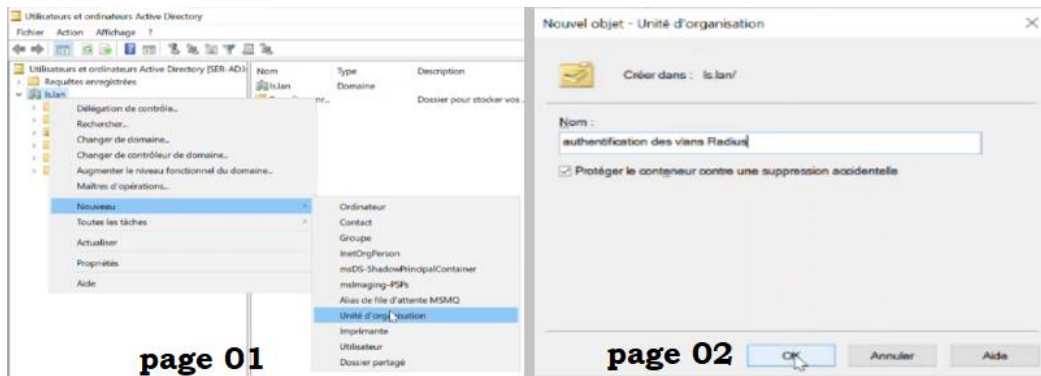 Utilisateurs et ordinateurs Active Directory
Fichier Action Affichage ?
Utilisateurs et ordinateurs Active Directory [SER-AD.l
Requêtes enregistrées
ls.lan
Nom Type Description
ls.lan Domaine
Dossier pour stocker vos
Délégation de contrôle...
Rechercher...
Changer de domaine...
Changer de contrôleur de domaine...
Augmenter le niveau fonctionnel du domaine...
Maîtres d'opérations...
Nouveau
Toutes les tâches
Actualiser
Propriétés
Aide
Ordinateur
Contact
Groupe
InetOrgPerson
msDS-ShadowPrincipalContainer
msImaging-PSPs
Alias de file d'attente MSMQ
Unité d'organisation
Imprimante
Utilisateur
Dossier partagé
page 01
Nouvel objet - Unité d'organisation
Créer dans : ls.lan/
Nom :
authentification des vlans Radius
Protéger le conteneur contre une suppression accidentelle
page 02
OK Annuler Aide